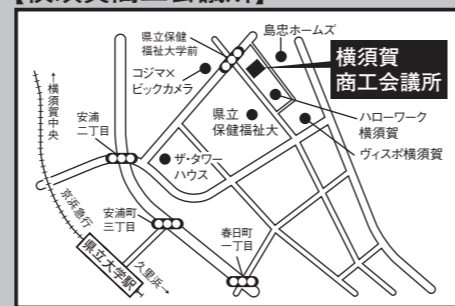 【横須賀商工会議所】
県立保健
福祉大学前
島忠ホームズ
横須賀
商工会議所
コジマ×
ビックカメラ
←横須賀中央
県立
保健福祉大
ハローワーク
横須賀
ヴィスポ横須賀
安浦
二丁目
ザ・タワー
ハウス
京浜急行
安浦町
三丁目
春日町
一丁目
県立大学駅
久里浜→